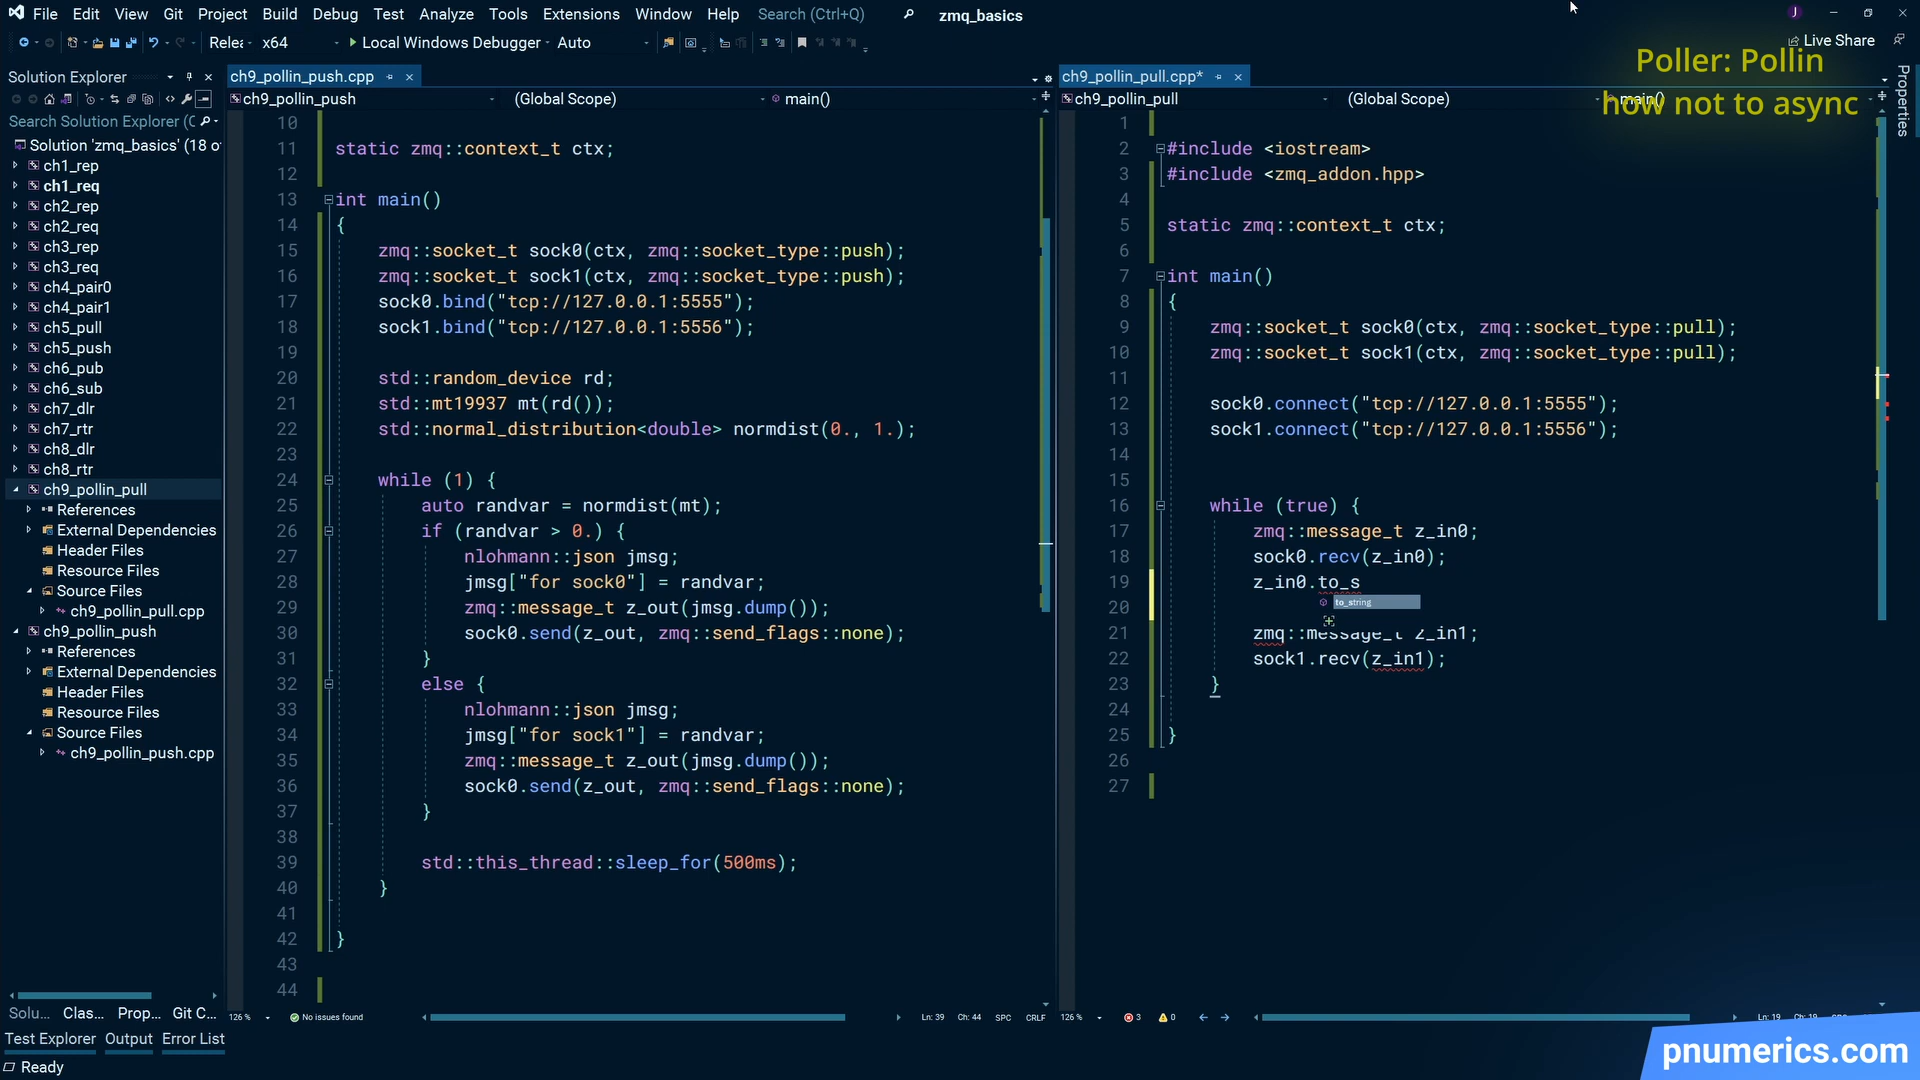 File Edit View Git Project Build Debug Test Analyze Tools Extensions Window Help Search (Ctrl+Q) zmq_basics J
Relea x64 Local Windows Debugger Auto Live Share
Poller: Pollin
how not to async
Properties
Solution Explorer
Search Solution Explorer (C
Solution 'zmq_basics' (18 o
ch1_rep
ch1_req
ch2_rep
ch2_req
ch3_rep
ch3_req
ch4_pair0
ch4_pair1
ch5_pull
ch5_push
ch6_pub
ch6_sub
ch7_dlr
ch7_rtr
ch8_dlr
ch8_rtr
ch9_pollin_pull
References
External Dependencies
Header Files
Resource Files
Source Files
ch9_pollin_pull.cpp
ch9_pollin_push
References
External Dependencies
Header Files
Resource Files
Source Files
ch9_pollin_push.cpp
Solu... Clas... Prop... Git C...
Test Explorer Output Error List
Ready
ch9_pollin_push.cpp
ch9_pollin_push (Global Scope) main()
10
11 static zmq::context_t ctx;
12
13 int main()
14 {
15 zmq::socket_t sock0(ctx, zmq::socket_type::push);
16 zmq::socket_t sock1(ctx, zmq::socket_type::push);
17 sock0.bind("tcp://127.0.0.1:5555");
18 sock1.bind("tcp://127.0.0.1:5556");
19
20 std::random_device rd;
21 std::mt19937 mt(rd());
22 std::normal_distribution<double> normdist(0., 1.);
23
24 while (1) {
25 auto randvar = normdist(mt);
26 if (randvar > 0.) {
27 nlohmann::json jmsg;
28 jmsg["for sock0"] = randvar;
29 zmq::message_t z_out(jmsg.dump());
30 sock0.send(z_out, zmq::send_flags::none);
31 }
32 else {
33 nlohmann::json jmsg;
34 jmsg["for sock1"] = randvar;
35 zmq::message_t z_out(jmsg.dump());
36 sock0.send(z_out, zmq::send_flags::none);
37 }
38
39 std::this_thread::sleep_for(500ms);
40 }
41
42 }
43
44
126 % No issues found Ln: 39 Ch: 44 SPC CRLF
ch9_pollin_pull.cpp*
ch9_pollin_pull (Global Scope) main()
1
2 #include <iostream>
3 #include <zmq_addon.hpp>
4
5 static zmq::context_t ctx;
6
7 int main()
8 {
9 zmq::socket_t sock0(ctx, zmq::socket_type::pull);
10 zmq::socket_t sock1(ctx, zmq::socket_type::pull);
11
12 sock0.connect("tcp://127.0.0.1:5555");
13 sock1.connect("tcp://127.0.0.1:5556");
14
15
16 while (true) {
17 zmq::message_t z_in0;
18 sock0.recv(z_in0);
19 z_in0.to_s
to_string
20
21 zmq::message_t z_in1;
22 sock1.recv(z_in1);
23 }
24
25 }
26
27
126 % 3 0 Ln: 19 Ch: 19
pnumerics.com